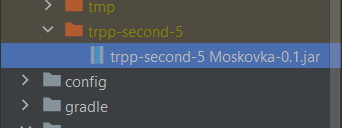 tmp
trpp-second-5
trpp-second-5 Moskovka-0.1.jar
config
gradle